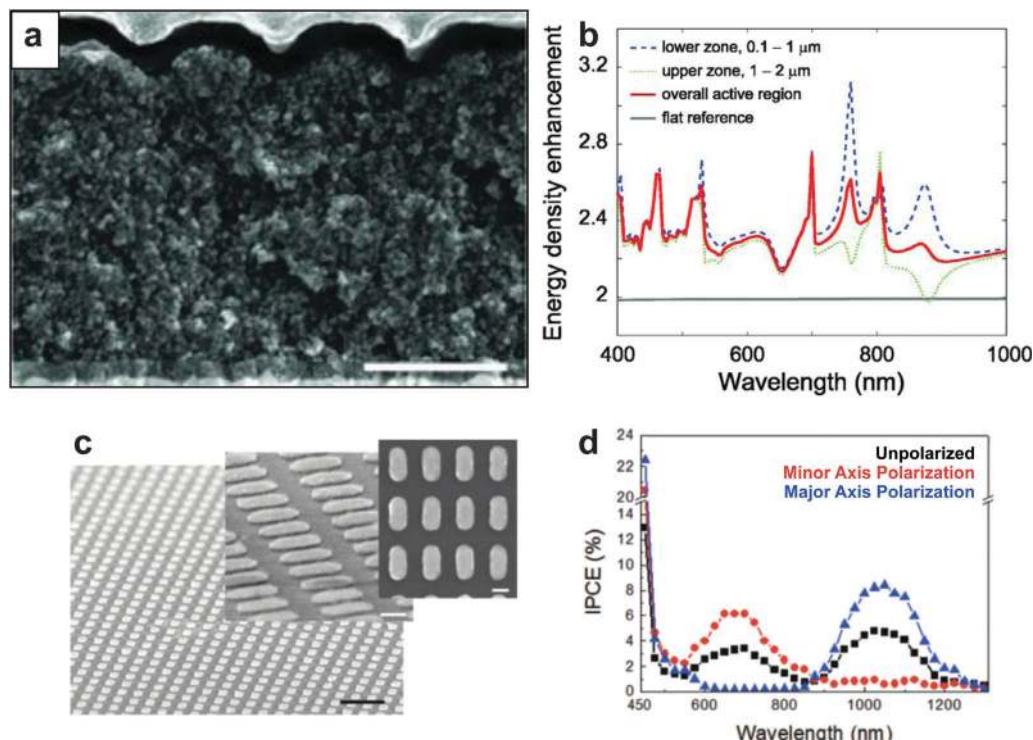 a
b
lower zone, 0.1 – 1 μm
upper zone, 1 – 2 μm
overall active region
flat reference
Energy density enhancement
3.2
2.8
2.4
2
400
600
800
1000
Wavelength (nm)
c
d
Unpolarized
Minor Axis Polarization
Major Axis Polarization
IPCE (%)
24
22
20
14
12
10
8
6
4
2
0
450
600
800
1000
1200
Wavelength (nm)